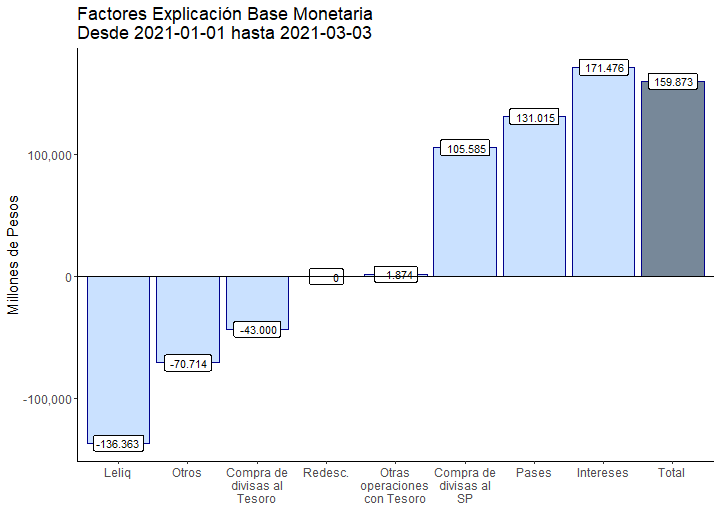 Factores Explicación Base Monetaria
Desde 2021-01-01 hasta 2021-03-03
Millones de Pesos
100,000
0
-100,000
-136.363
-70.714
-43.000
0
1.874
105.585
131.015
171.476
159.873
Leliq
Otros
Compra de
divisas al
Tesoro
Redesc.
Otras
operaciones
con Tesoro
Compra de
divisas al
SP
Pases
Intereses
Total